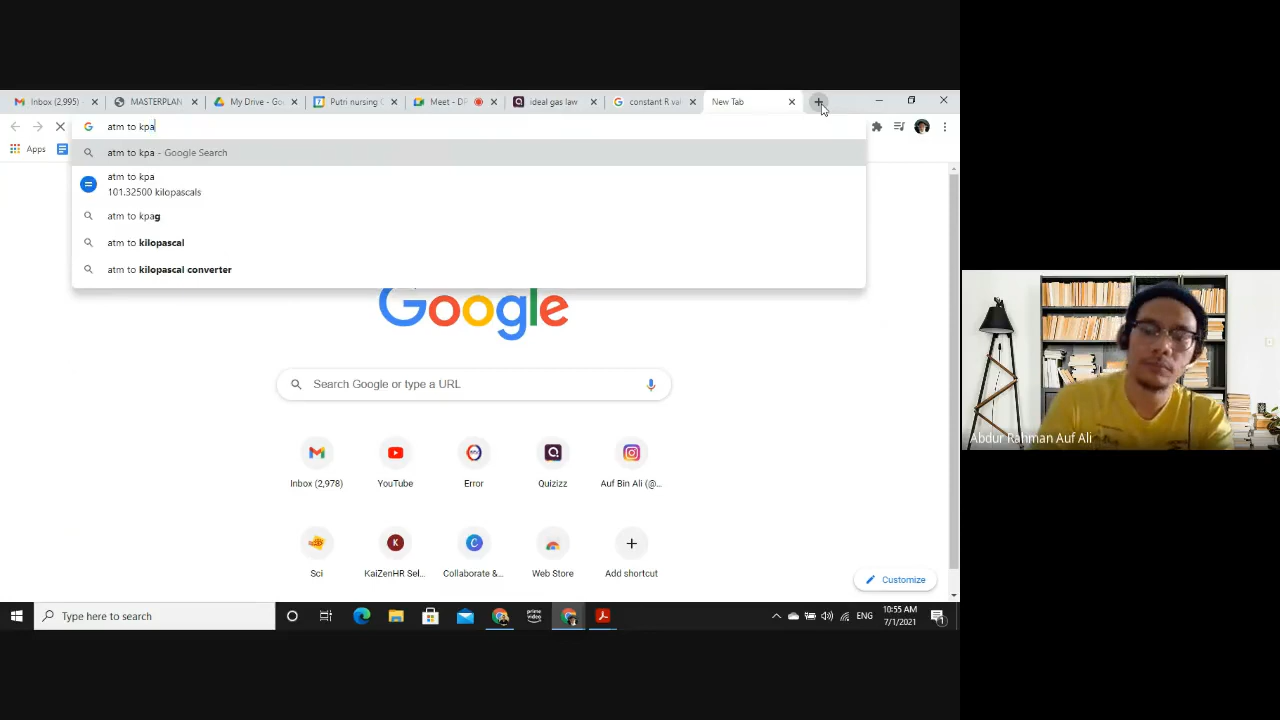 Inbox (2,995)
MASTERPLAN
My Drive - Go
Putri nursing
Meet - DP
ideal gas law
constant R va
New Tab
atm to kpa
Apps
atm to kpa - Google Search
atm to kpa
101.32500 kilopascals
atm to kpag
atm to kilopascal
atm to kilopascal converter
Google
Search Google or type a URL
Inbox (2,978)
YouTube
Error
Quizizz
Auf Bin Ali (@...
Sci
KaiZenHR Sel...
Collaborate &...
Web Store
Add shortcut
Customize
Abdur Rahman Auf Ali
Type here to search
prime video
ENG
10:55 AM
7/1/2021
1